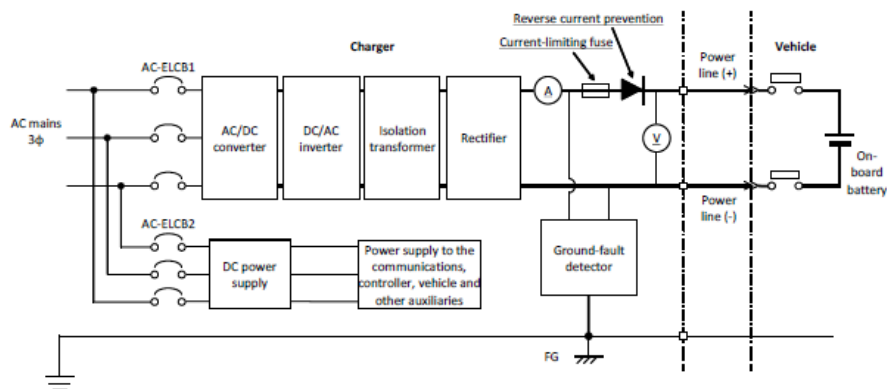 Reverse current prevention
Charger
Current-limiting fuse
Power
line (+)
Vehicle
AC-ELCB1
A
AC mains
3ϕ
AC/DC
converter
DC/AC
inverter
Isolation
transformer
Rectifier
V
On-
board
battery
Power
line (-)
AC-ELCB2
DC power
supply
Power supply to the
communications,
controller, vehicle and
other auxiliaries
Ground-fault
detector
FG